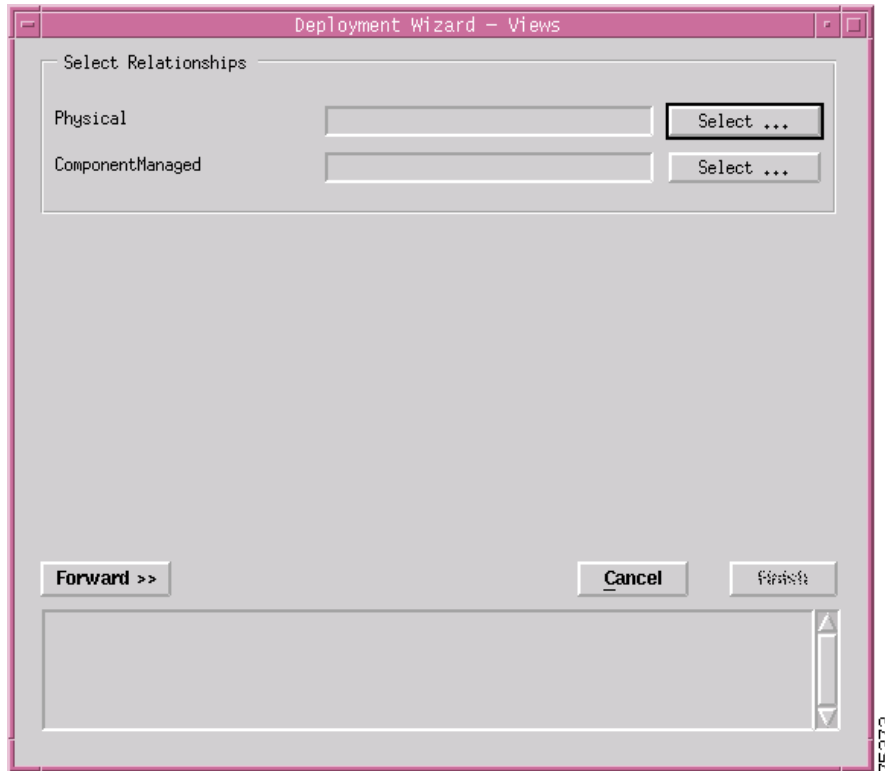 Deployment Wizard – Views
Select Relationships
Physical
Select ...
ComponentManaged
Select ...
Forward >>
Cancel
Finish